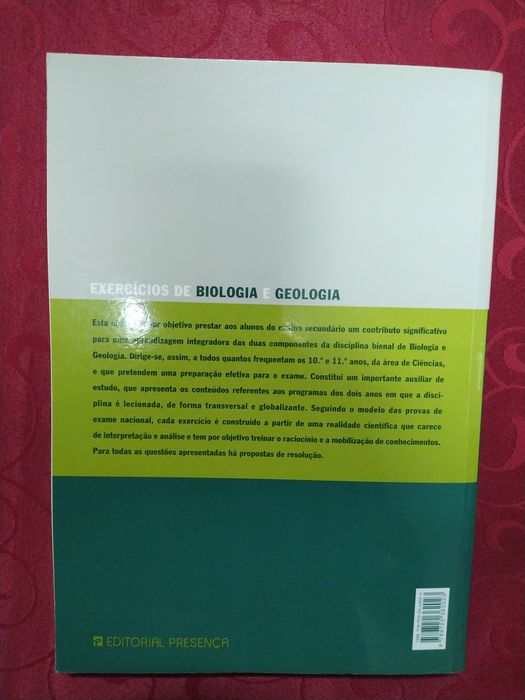 EXERCÍCIOS DE BIOLOGIA E GEOLOGIA
Esta por objetivo prestar aos alunos do ensino secundário um contributo significativo
para uma aprendizagem integradora das duas componentes da disciplina bienal de Biologia e
Geologia. Dirige-se, assim, a todos quantos frequentam os 10.º e 11.º anos, da área de Ciências,
e que pretendem uma preparação efetiva para o exame. Constitui um importante auxiliar de
estudo, que apresenta os conteúdos referentes aos programas dos dois anos em que a disci-
plina é lecionada, de forma transversal e globalizante. Seguindo o modelo das provas de
exame nacional, cada exercício é construído a partir de uma realidade científica que carece
de interpretação e análise e tem por objetivo treinar o raciocínio e a mobilização de conhecimentos.
Para todas as questões apresentadas há propostas de resolução.
EDITORIAL PRESENÇA